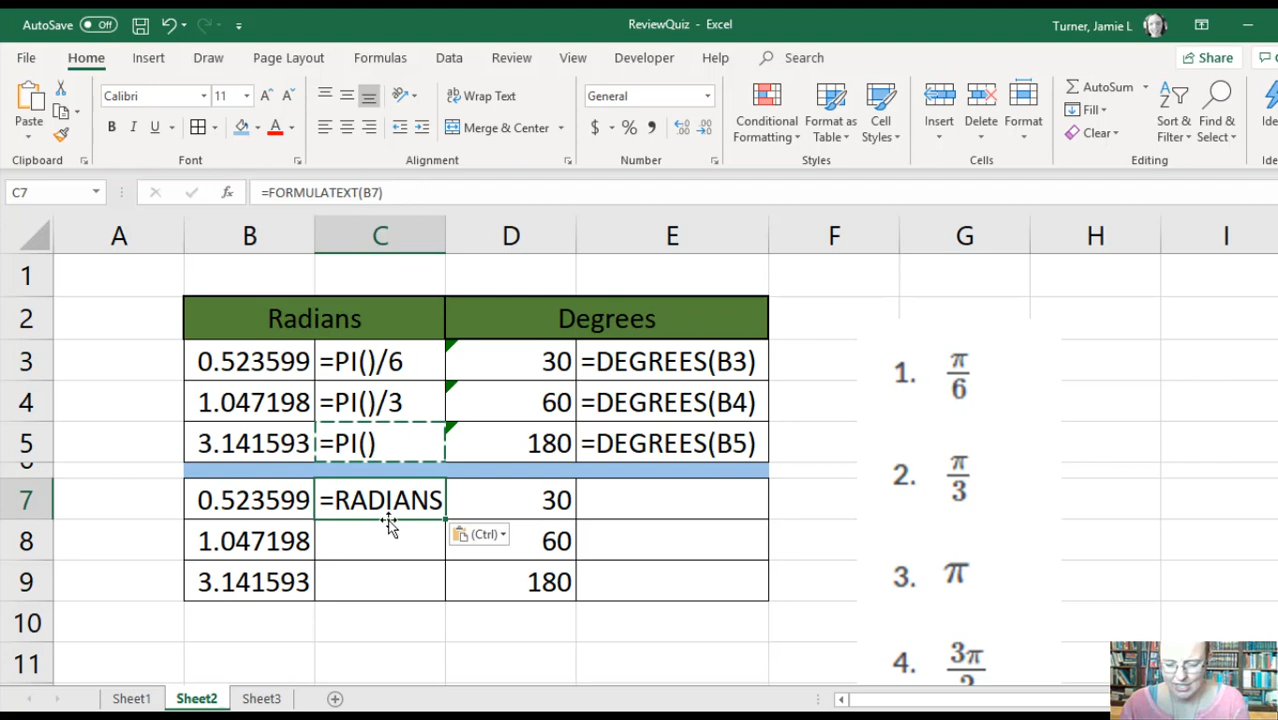 AutoSave Off ReviewQuiz - Excel Turner, Jamie L
File Home Insert Draw Page Layout Formulas Data Review View Developer Help Search Share
Paste Calibri 11 Wrap Text General AutoSum
B I U Merge & Center $ % Conditional Formatting Format as Table Cell Styles Insert Delete Format Fill Clear Sort & Filter Find & Select
Clipboard Font Alignment Number Styles Cells Editing
C7 fx =FORMULATEXT(B7)
A B C D E F G H I
1
2 Radians Degrees
3 0.523599 =PI()/6 30 =DEGREES(B3) 1. π/6
4 1.047198 =PI()/3 60 =DEGREES(B4)
5 3.141593 =PI() 180 =DEGREES(B5) 2. π/3
7 0.523599 =RADIANS 30
(Ctrl)
8 1.047198 60
9 3.141593 180 3. π
10
11 4. 3π
Sheet1 Sheet2 Sheet3